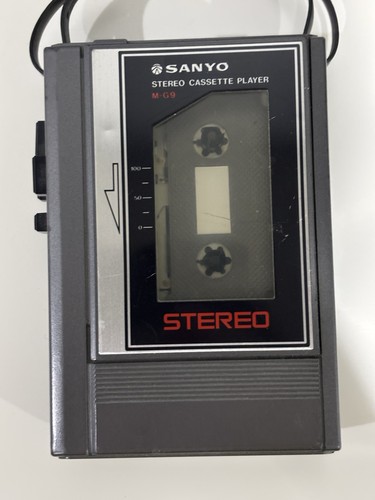 SANYO
STEREO CASSETTE PLAYER
M-G9
100
50
0
STEREO